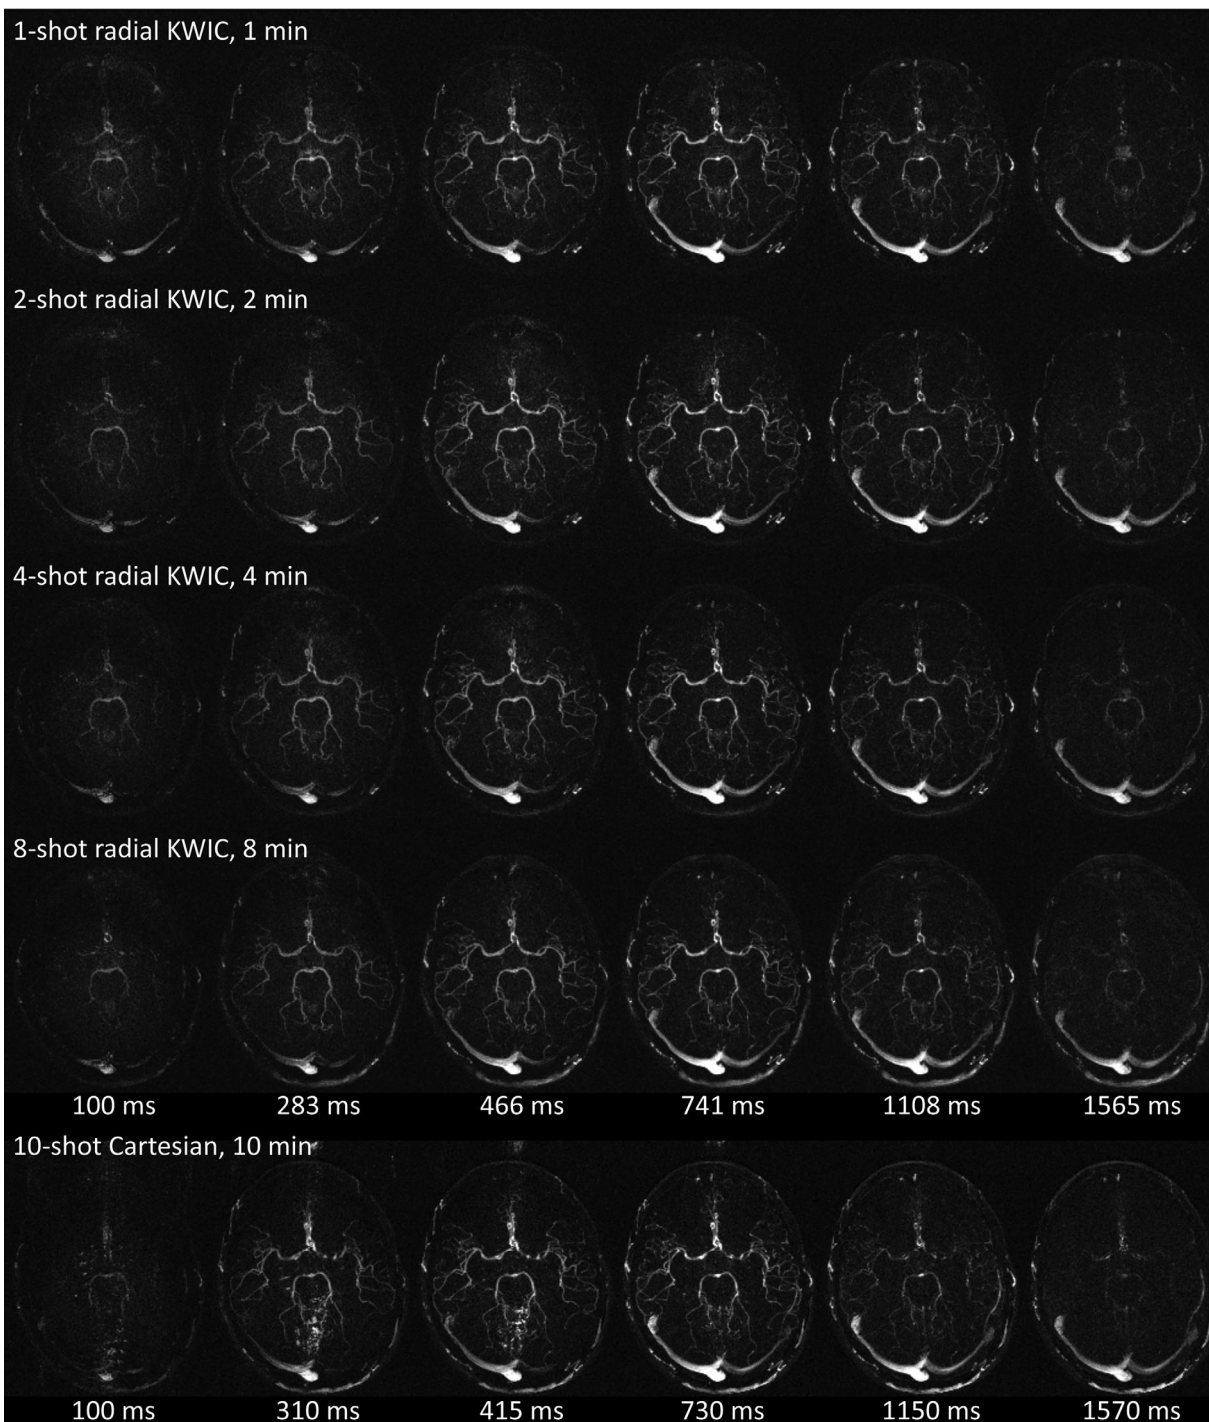 1-shot radial KWIC, 1 min
2-shot radial KWIC, 2 min
4-shot radial KWIC, 4 min
8-shot radial KWIC, 8 min
100 ms 283 ms 466 ms 741 ms 1108 ms 1565 ms
10-shot Cartesian, 10 min
100 ms 310 ms 415 ms 730 ms 1150 ms 1570 ms